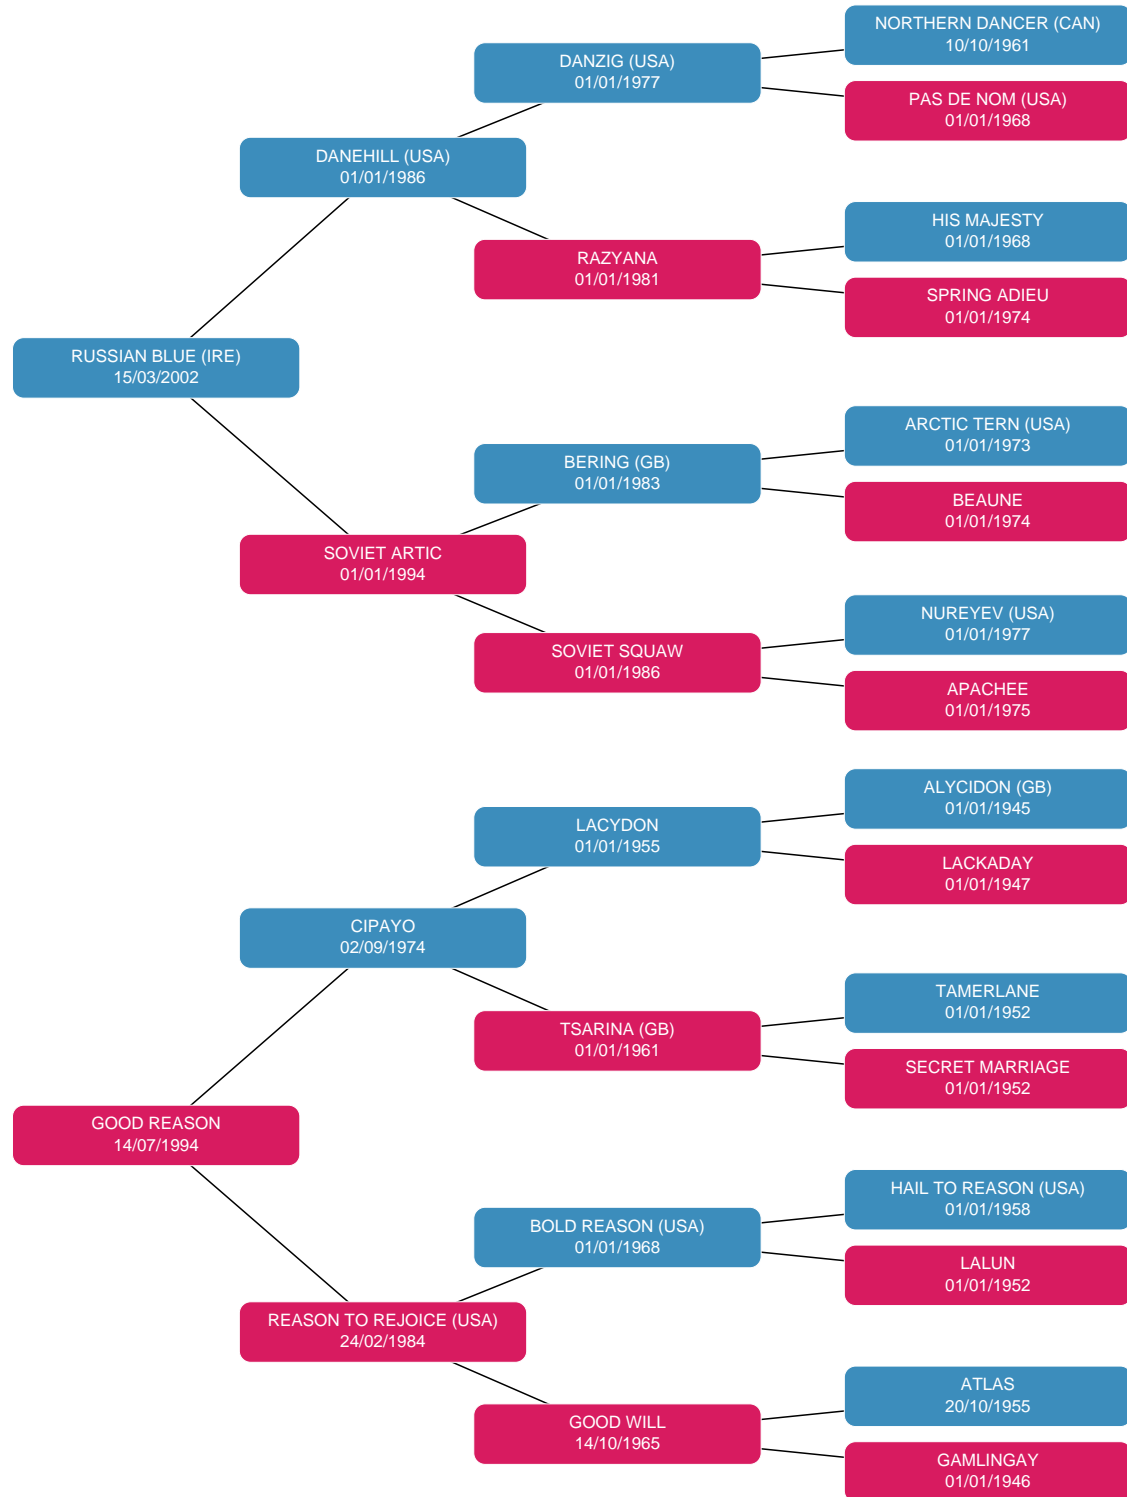 NORTHERN DANCER (CAN)
10/10/1961
DANZIG (USA)
01/01/1977
PAS DE NOM (USA)
01/01/1968
DANEHILL (USA)
01/01/1986
HIS MAJESTY
01/01/1968
RAZYANA
01/01/1981
SPRING ADIEU
01/01/1974
RUSSIAN BLUE (IRE)
15/03/2002
ARCTIC TERN (USA)
01/01/1973
BERING (GB)
01/01/1983
BEAUNE
01/01/1974
SOVIET ARTIC
01/01/1994
NUREYEV (USA)
01/01/1977
SOVIET SQUAW
01/01/1986
APACHEE
01/01/1975
ALYCIDON (GB)
01/01/1945
LACYDON
01/01/1955
LACKADAY
01/01/1947
CIPAYO
02/09/1974
TAMERLANE
01/01/1952
TSARINA (GB)
01/01/1961
SECRET MARRIAGE
01/01/1952
GOOD REASON
14/07/1994
HAIL TO REASON (USA)
01/01/1958
BOLD REASON (USA)
01/01/1968
LALUN
01/01/1952
REASON TO REJOICE (USA)
24/02/1984
ATLAS
20/10/1955
GOOD WILL
14/10/1965
GAMLINGAY
01/01/1946